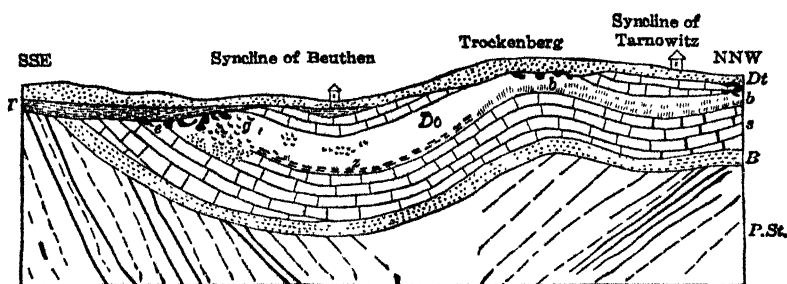 Syncline of
Tarnowitz
Trockenberg
SSE
Syncline of Beuthen
NNW
Dt
T
b
b
e
g
Do
s
z
B
P.St.